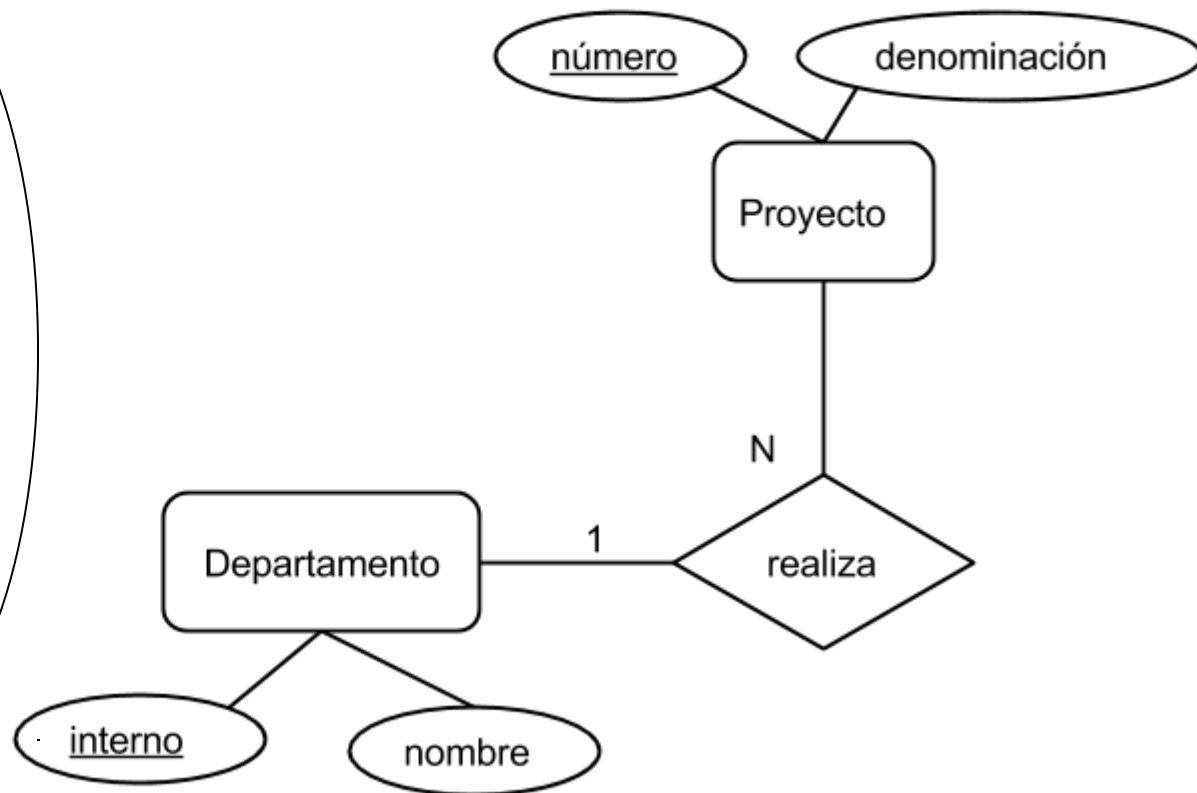 número
denominación
Proyecto
N
1
Departamento
realiza
interno
nombre